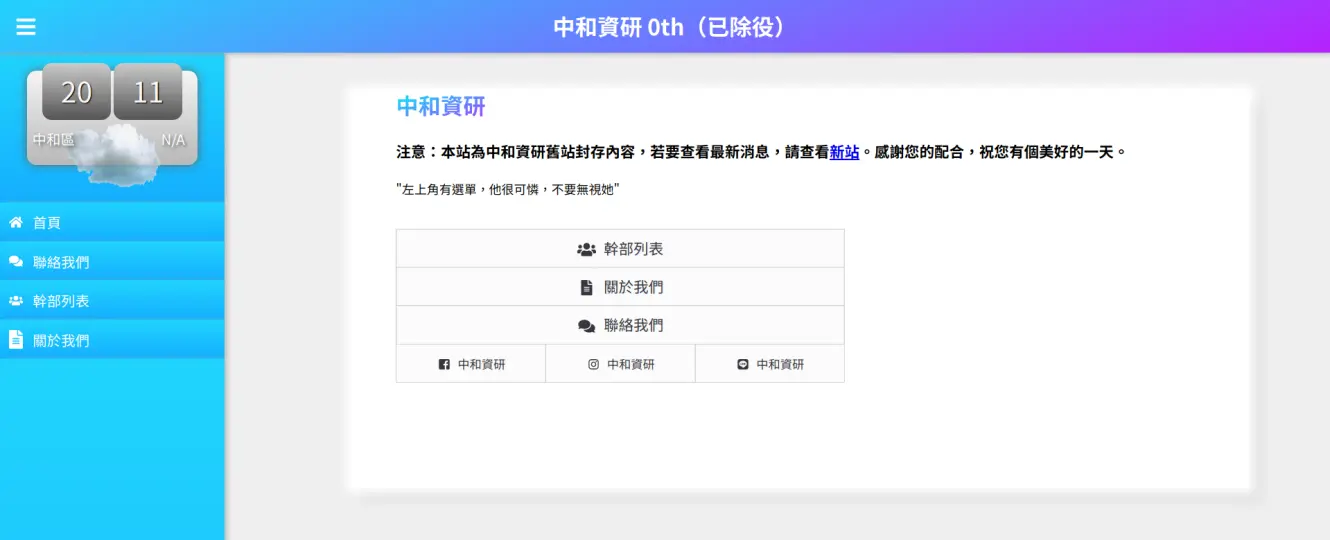 中和資研 0th（已除役）
20 11
中和區 N/A
首頁
聯絡我們
幹部列表
關於我們
中和資研
注意：本站為中和資研舊站封存內容，若要查看最新消息，請查看新站。感謝您的配合，祝您有個美好的一天。
"左上角有選單，他很可憐，不要無視她"
幹部列表
關於我們
聯絡我們
中和資研 中和資研 中和資研